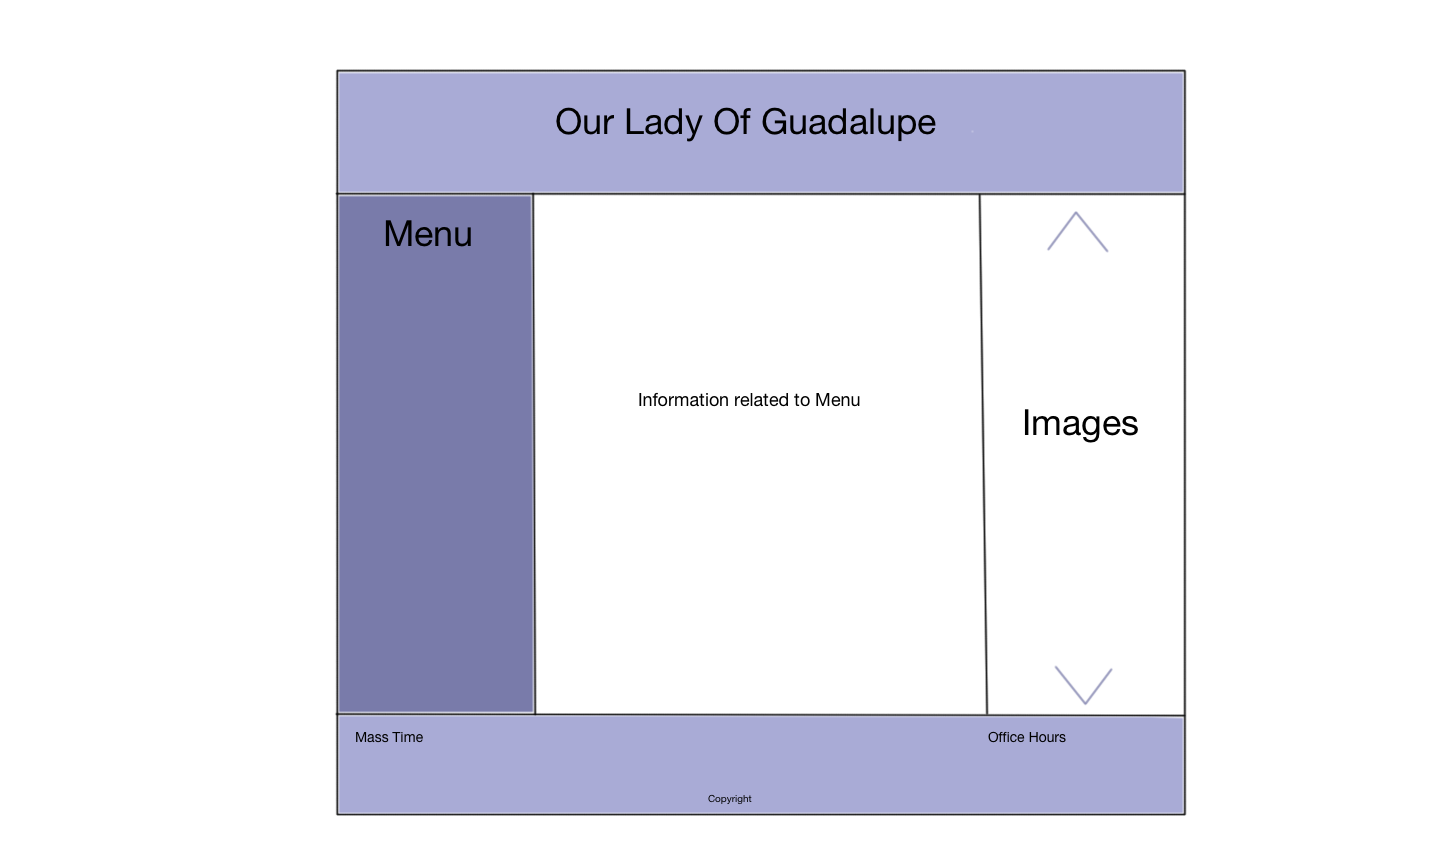 Our Lady Of Guadalupe
Menu
Information related to Menu
Images
Mass Time
Office Hours
Copyright